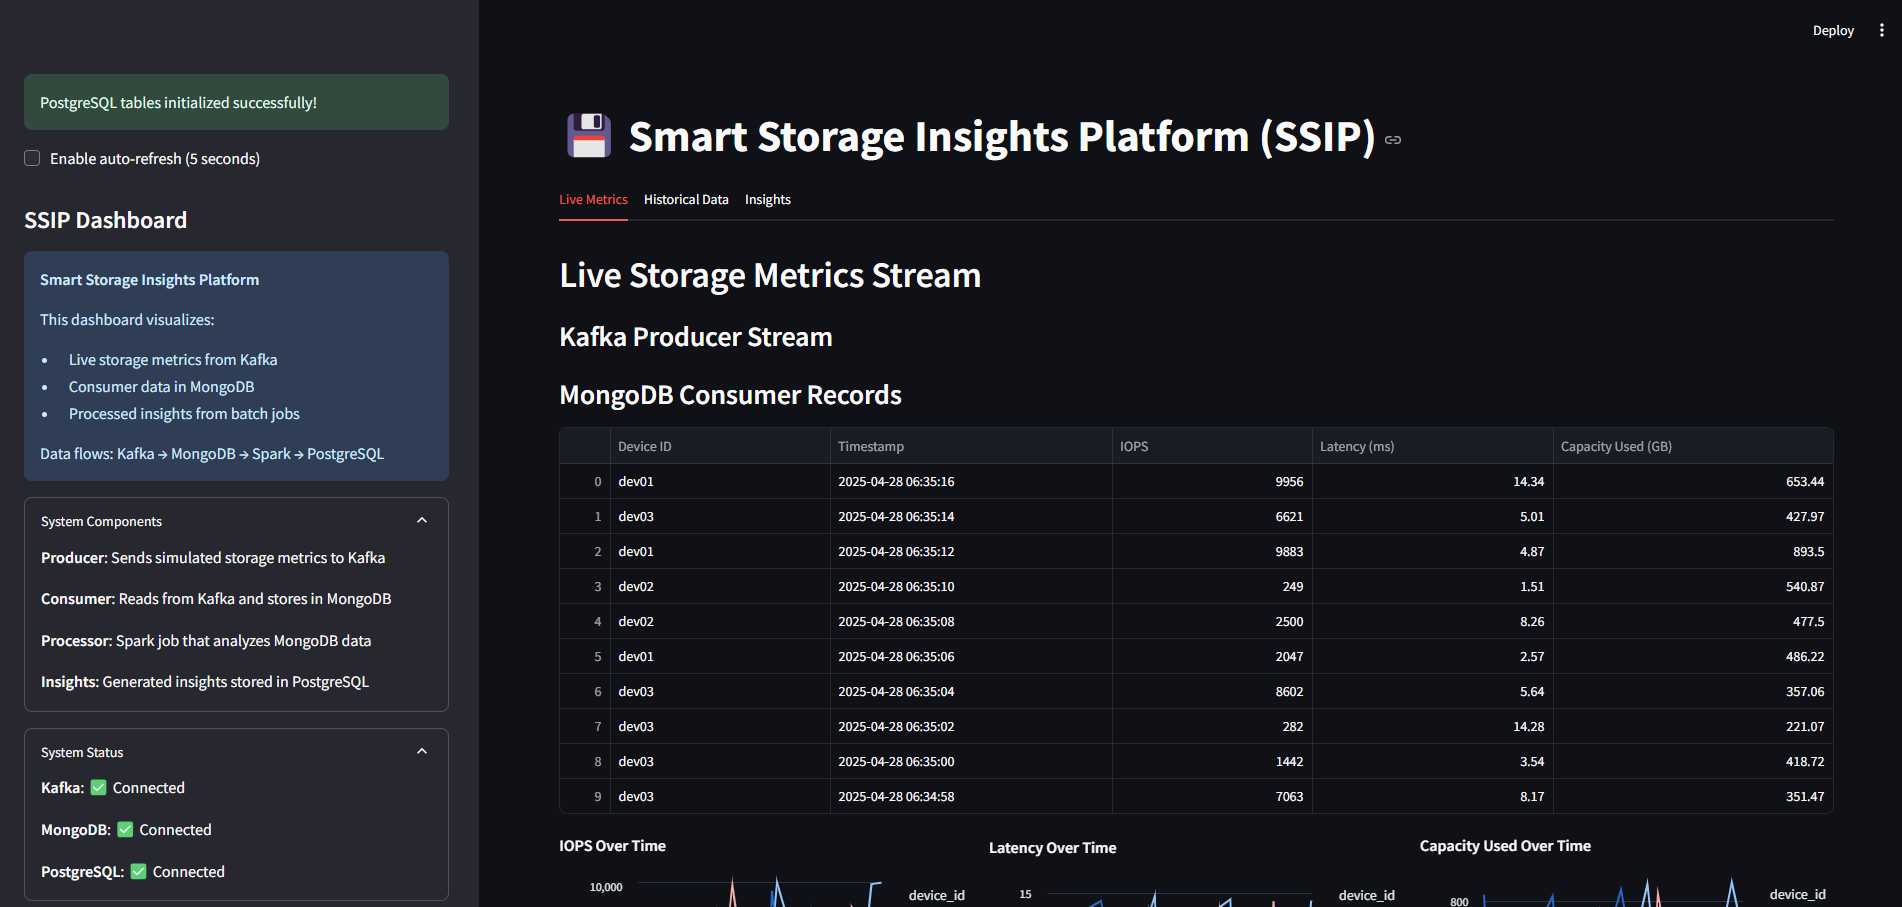 Deploy
PostgreSQL tables initialized successfully!
Enable auto-refresh (5 seconds)
SSIP Dashboard
Smart Storage Insights Platform
This dashboard visualizes:
• Live storage metrics from Kafka
• Consumer data in MongoDB
• Processed insights from batch jobs
Data flows: Kafka → MongoDB → Spark → PostgreSQL
System Components
Producer: Sends simulated storage metrics to Kafka
Consumer: Reads from Kafka and stores in MongoDB
Processor: Spark job that analyzes MongoDB data
Insights: Generated insights stored in PostgreSQL
System Status
Kafka: ✅ Connected
MongoDB: ✅ Connected
PostgreSQL: ✅ Connected
Smart Storage Insights Platform (SSIP)
Live Metrics Historical Data Insights
Live Storage Metrics Stream
Kafka Producer Stream
MongoDB Consumer Records
Device ID Timestamp IOPS Latency (ms) Capacity Used (GB)
0 dev01 2025-04-28 06:35:16 9956 14.34 653.44
1 dev03 2025-04-28 06:35:14 6621 5.01 427.97
2 dev01 2025-04-28 06:35:12 9883 4.87 893.5
3 dev02 2025-04-28 06:35:10 249 1.51 540.87
4 dev02 2025-04-28 06:35:08 2500 8.26 477.5
5 dev01 2025-04-28 06:35:06 2047 2.57 486.22
6 dev03 2025-04-28 06:35:04 8602 5.64 357.06
7 dev03 2025-04-28 06:35:02 282 14.28 221.07
8 dev03 2025-04-28 06:35:00 1442 3.54 418.72
9 dev03 2025-04-28 06:34:58 7063 8.17 351.47
IOPS Over Time
10,000
device_id
Latency Over Time
15
device_id
Capacity Used Over Time
800
device_id